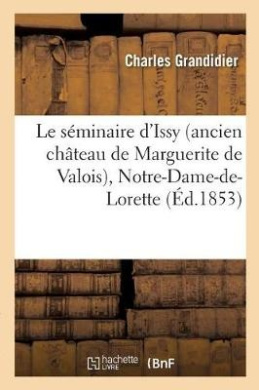 Charles Grandidier
Le séminaire d'Issy (ancien
château de Marguerite de
Valois), Notre-Dame-de-
Lorette (Éd.1853)
hachette
LIVRE
{BnF